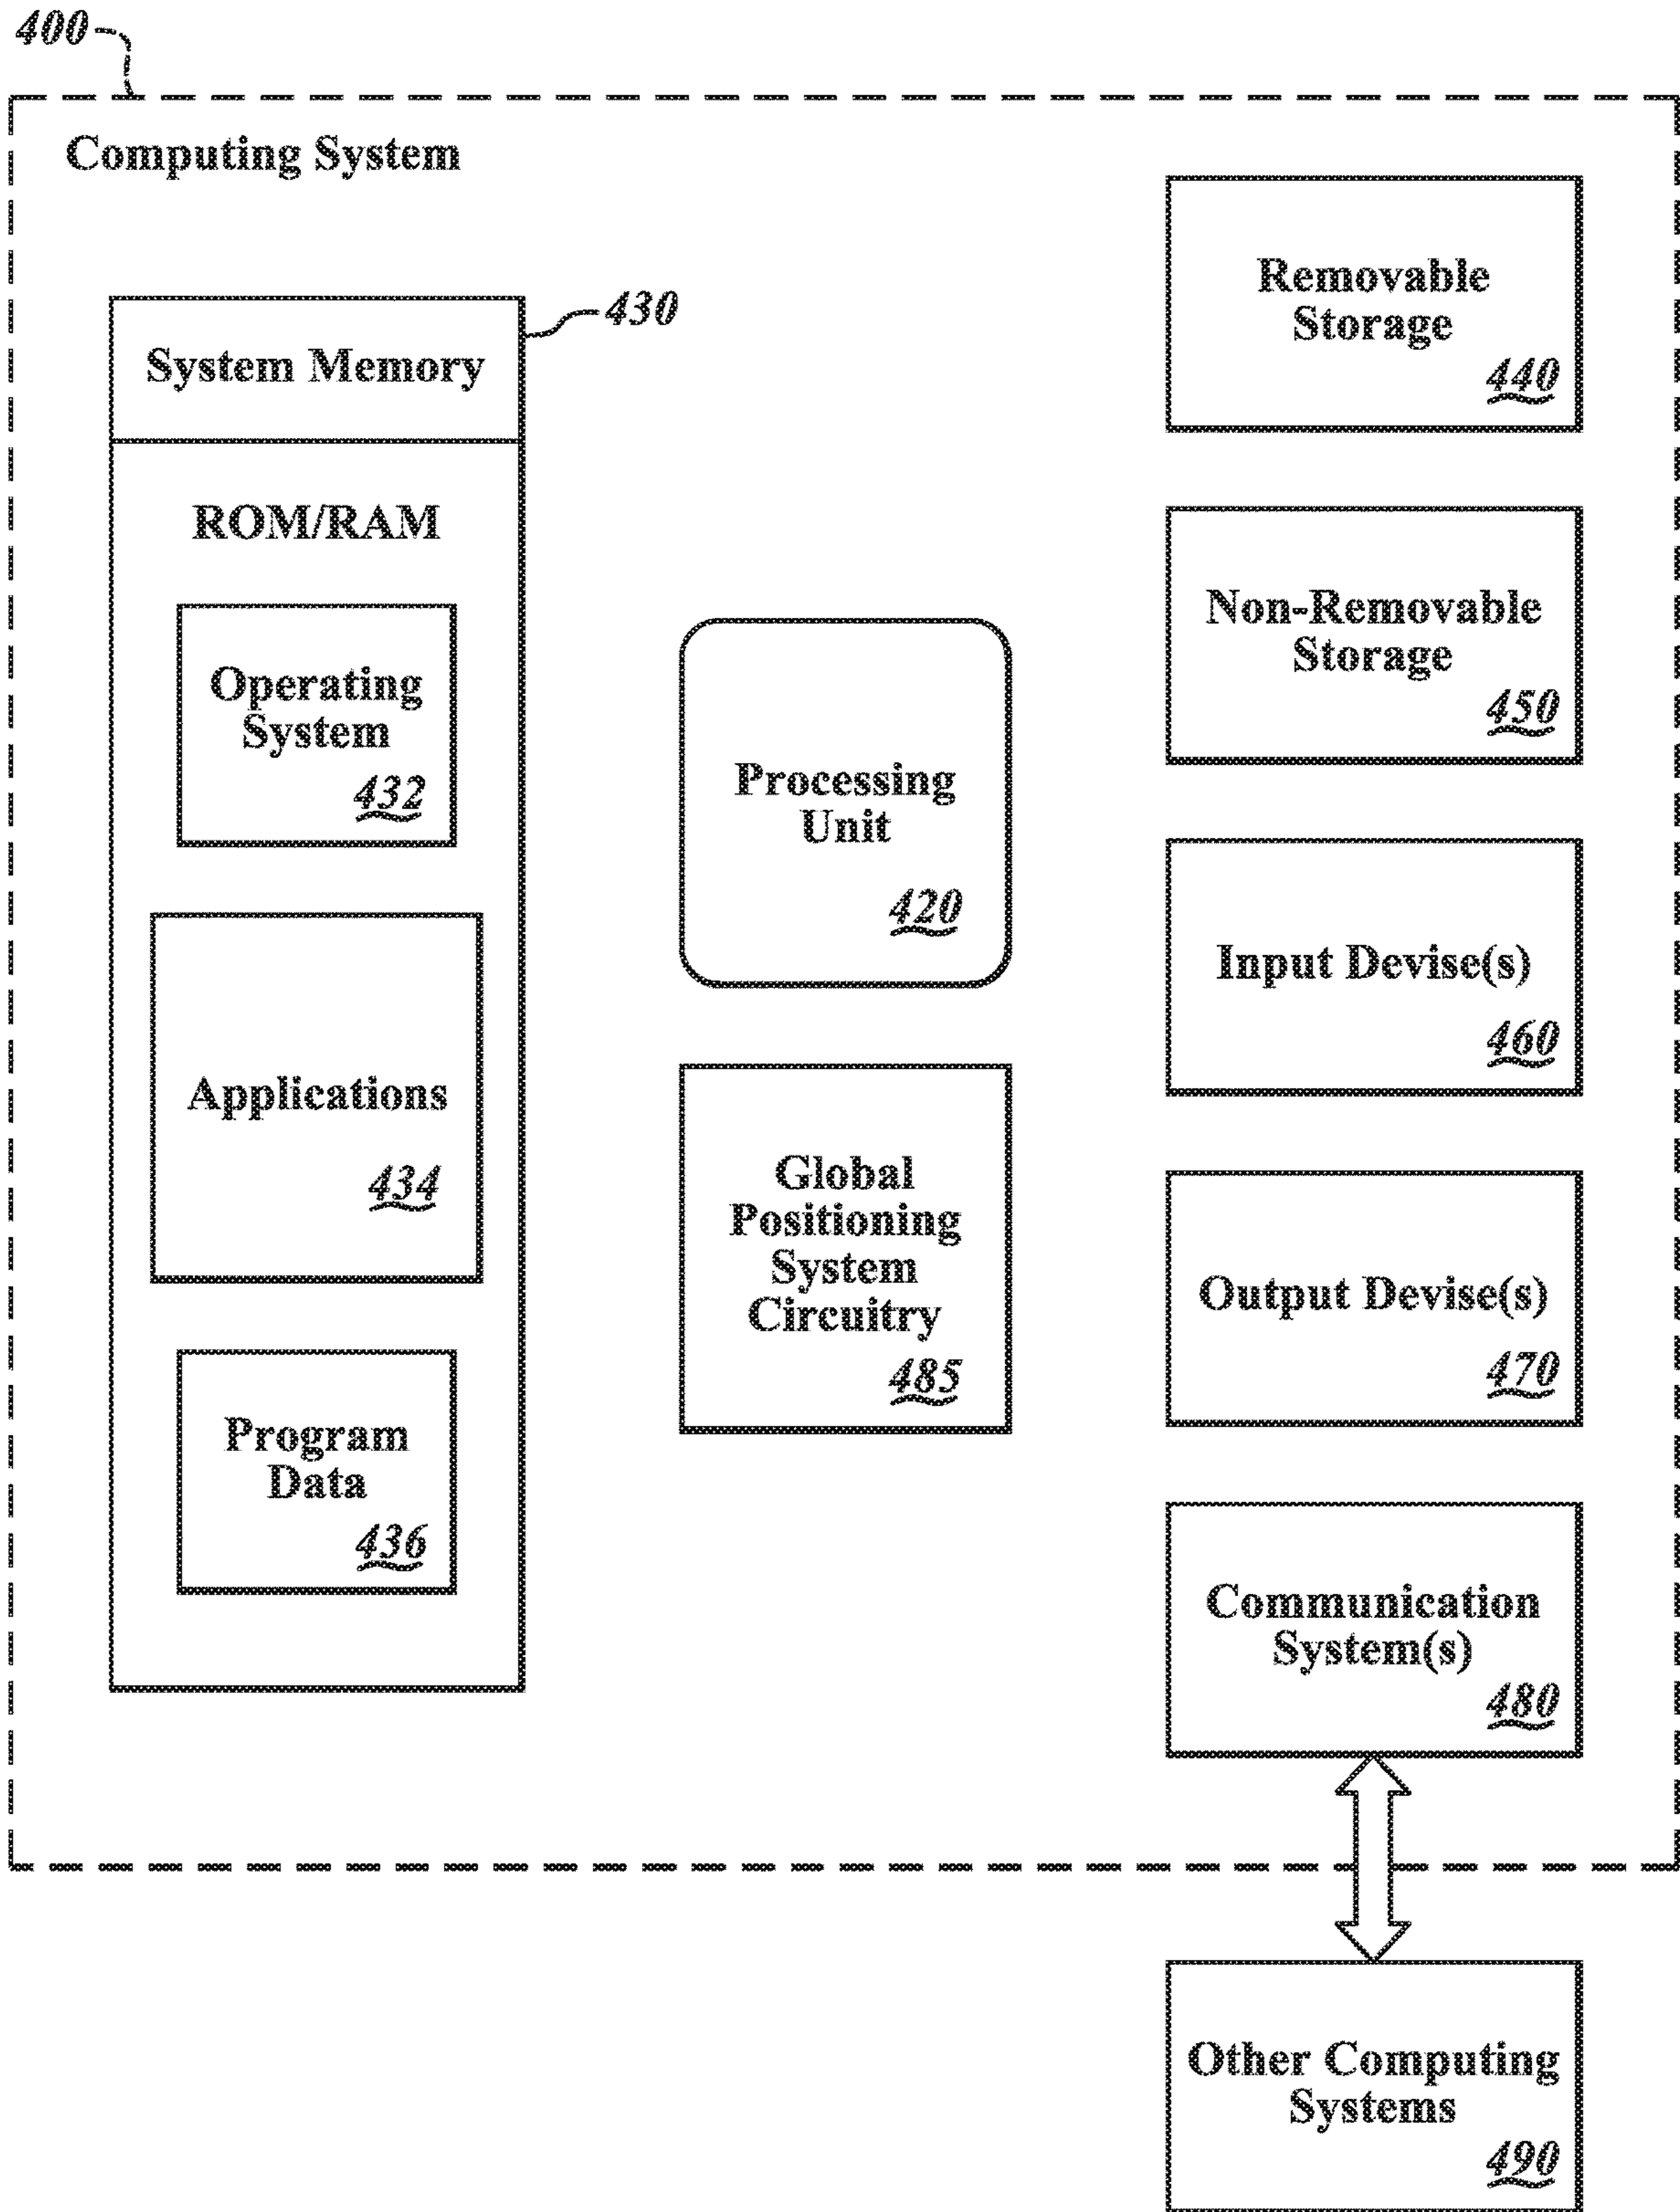 400
Computing System
System Memory
430
ROM/RAM
Operating
System
432
Applications
434
Program
Data
436
Processing
Unit
420
Global
Positioning
System
Circuitry
485
Removable
Storage
440
Non-Removable
Storage
450
Input Devise(s)
460
Output Devise(s)
470
Communication
System(s)
480
Other Computing
Systems
490